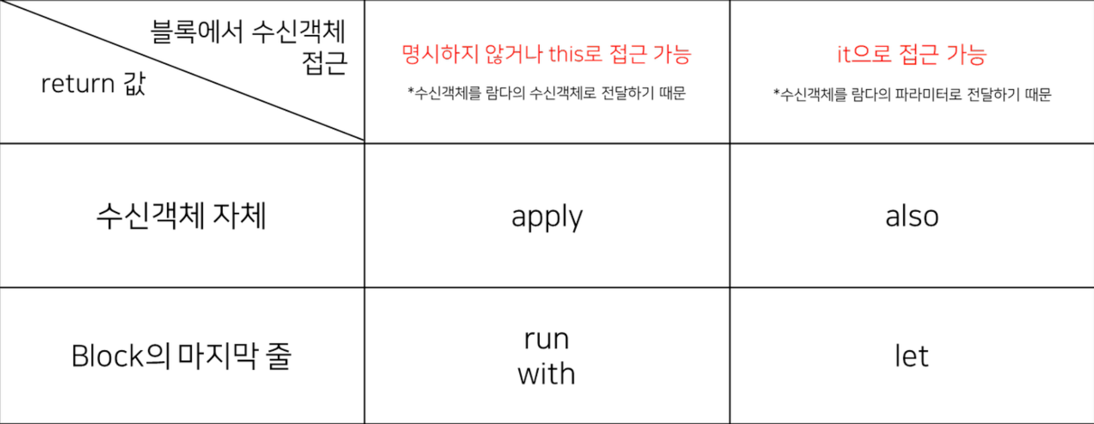 블록에서 수신객체
접근
return 값
명시하지 않거나 this로 접근 가능
*수신객체를 람다의 수신객체로 전달하기 때문
it으로 접근 가능
*수신객체를 람다의 파라미터로 전달하기 때문
수신객체 자체
apply
also
Block의 마지막 줄
run
with
let